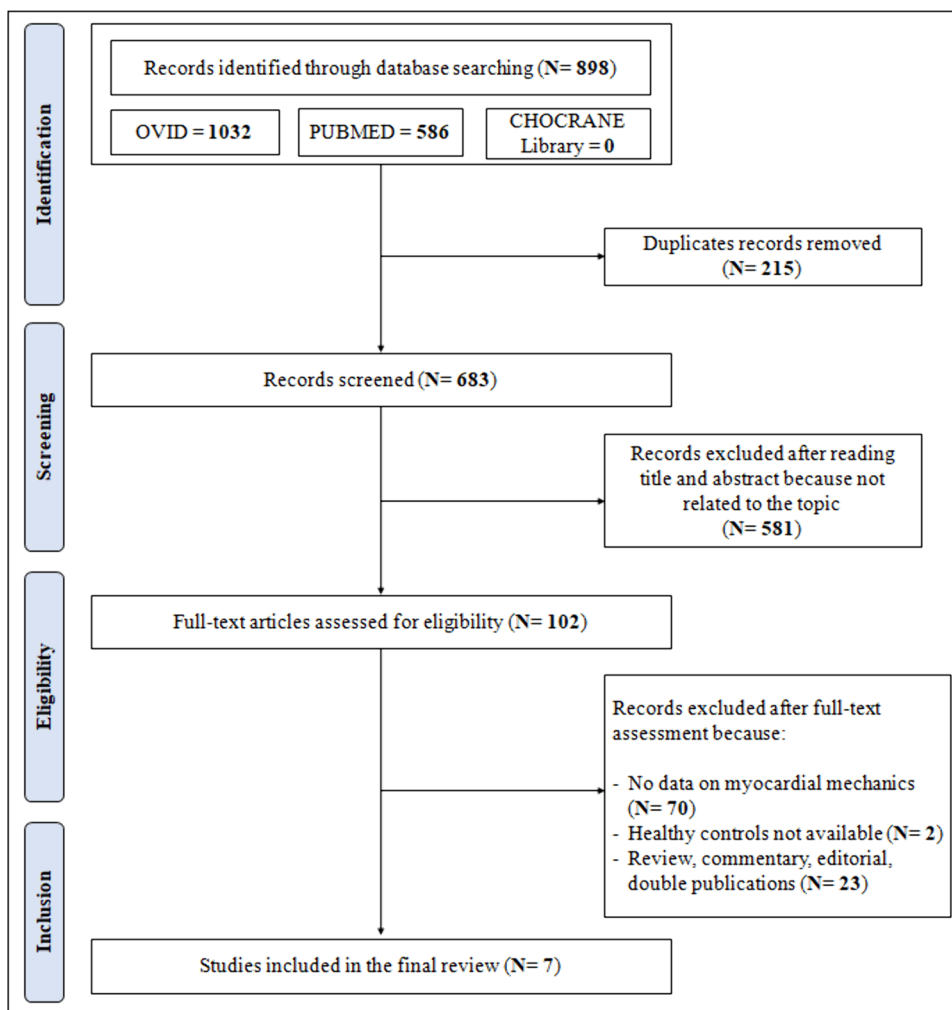 Identification
Records identified through database searching (N= 898)
OVID = 1032
PUBMED = 586
CHOCRANE
Library = 0
Duplicates records removed
(N= 215)
Screening
Records screened (N= 683)
Records excluded after reading
title and abstract because not
related to the topic
(N= 581)
Eligibility
Full-text articles assessed for eligibility (N= 102)
Records excluded after full-text
assessment because:
- No data on myocardial mechanics
(N= 70)
- Healthy controls not available (N= 2)
- Review, commentary, editorial,
double publications (N= 23)
Inclusion
Studies included in the final review (N= 7)